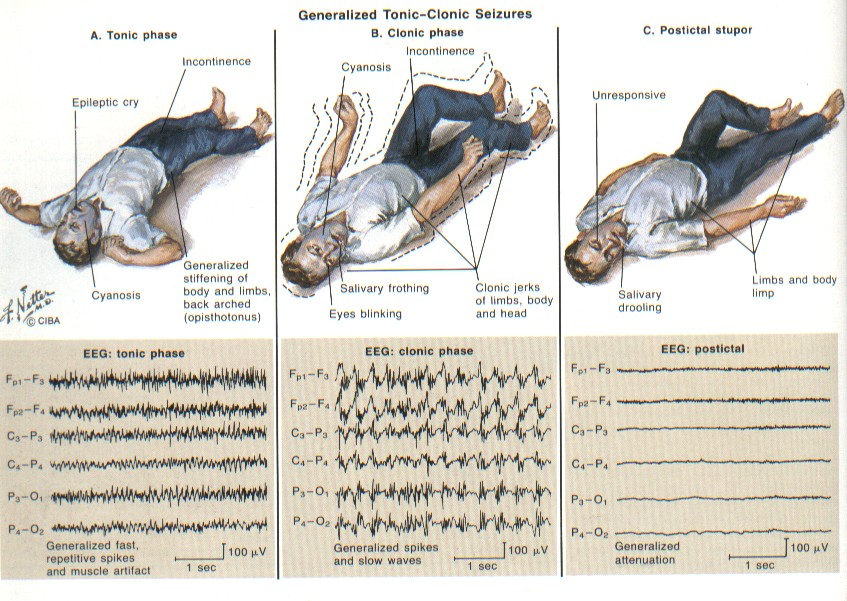 Generalized Tonic–Clonic Seizures
A. Tonic phase
Incontinence
Epileptic cry
Cyanosis
Generalized
stiffening of
body and limbs,
back arched
(opisthotonus)
F. Netter
M.D.
© CIBA
B. Clonic phase
Incontinence
Cyanosis
Salivary frothing
Eyes blinking
Clonic jerks
of limbs, body
and head
C. Postictal stupor
Unresponsive
Salivary
drooling
Limbs and body
limp
EEG: tonic phase
Fp1–F3
Fp2–F4
C3–P3
C4–P4
P3–O1
P4–O2
Generalized fast,
repetitive spikes
and muscle artifact
100 μV
1 sec
EEG: clonic phase
Fp1–F3
Fp2–F4
C3–P3
C4–P4
P3–O1
P4–O2
Generalized spikes
and slow waves
100 μV
1 sec
EEG: postictal
Fp1–F3
Fp2–F4
C3–P3
C4–P4
P3–O1
P4–O2
Generalized
attenuation
100 μV
1 sec